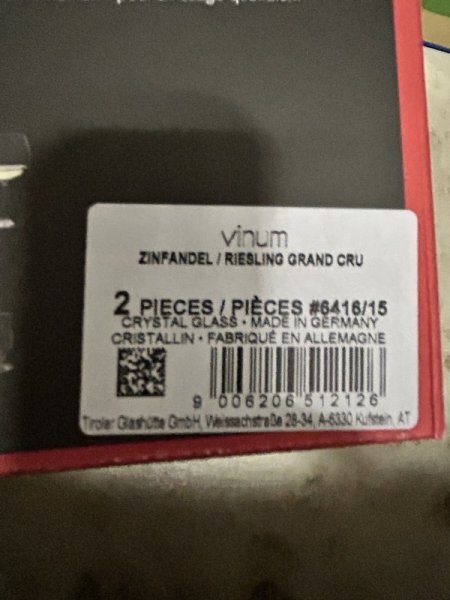 vinum
ZINFANDEL / RIESLING GRAND CRU
2 PIECES / PIÈCES #6416/15
CRYSTAL GLASS • MADE IN GERMANY
CRISTALLIN • FABRIQUÉ EN ALLEMAGNE
9 006206 512126
Tiroler Glashütte GmbH, Weissachstraße 28-34, A-6330 Kufstein, AT